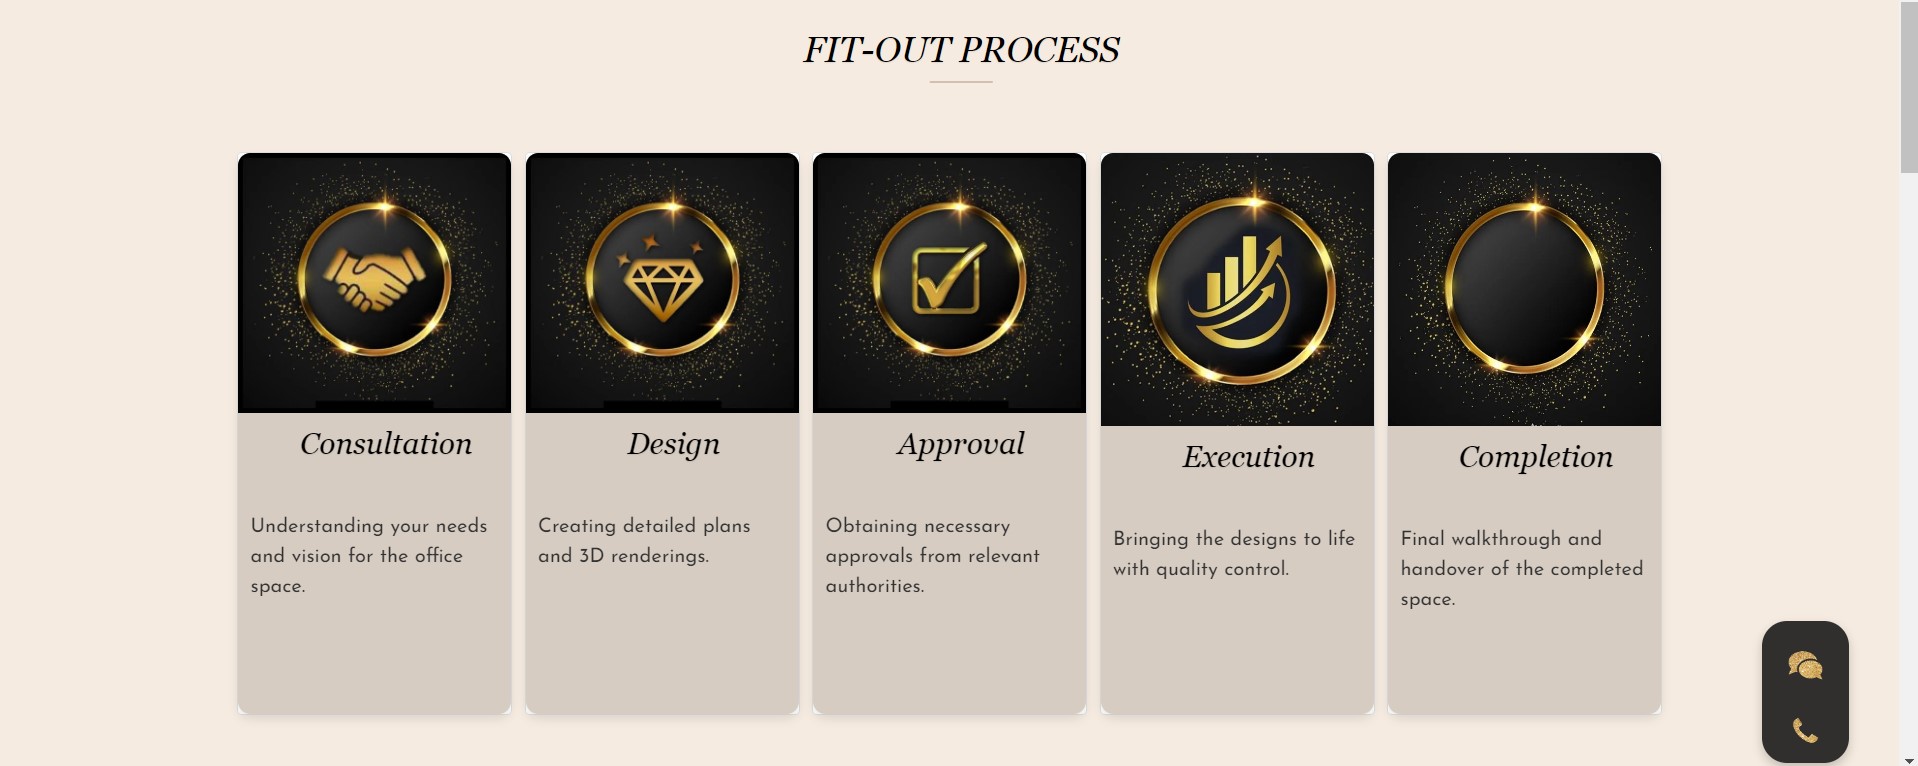 FIT-OUT PROCESS
Consultation
Understanding your needs
and vision for the office
space.
Design
Creating detailed plans
and 3D renderings.
Approval
Obtaining necessary
approvals from relevant
authorities.
Execution
Bringing the designs to life
with quality control.
Completion
Final walkthrough and
handover of the completed
space.